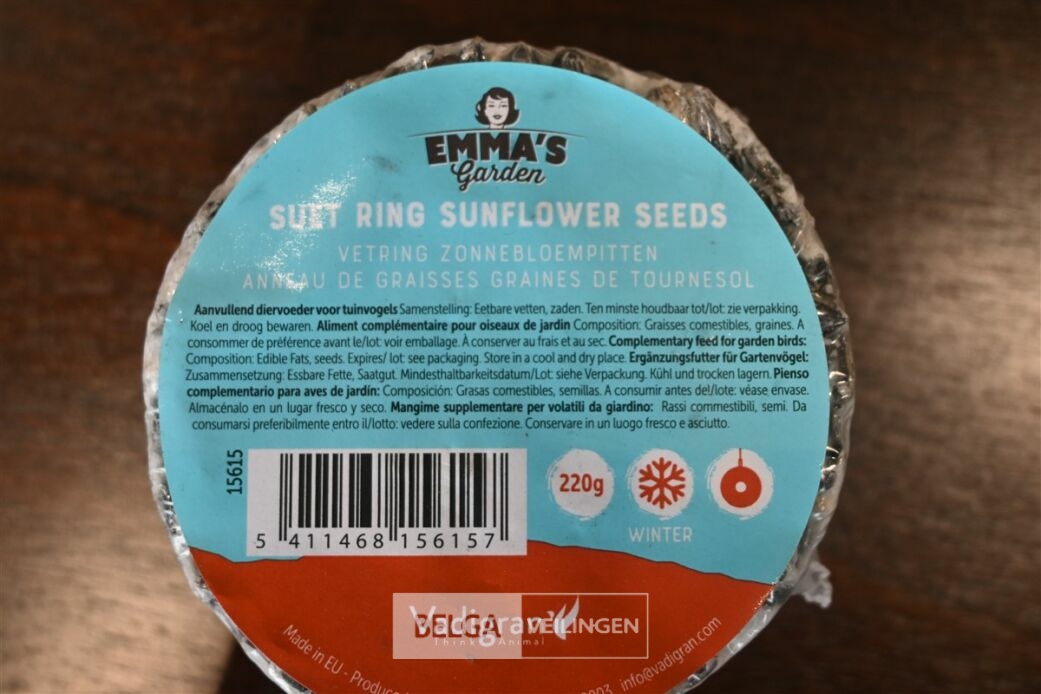 EMMA'S
Garden
SUET RING SUNFLOWER SEEDS
VETRING ZONNEBLOEMPITTEN
ANNEAU DE GRAISSES GRAINES DE TOURNESOL
Aanvullend diervoeder voor tuinvogels Samenstelling: Eetbare vetten, zaden. Ten minste houdbaar tot/lot: zie verpakking.
Koel en droog bewaren. Aliment complémentaire pour oiseaux de jardin Composition: Graisses comestibles, graines. A
consommer de préférence avant le/lot: voir emballage. À conserver au frais et au sec. Complementary feed for garden birds:
Composition: Edible Fats, seeds. Expires/ lot: see packaging. Store in a cool and dry place. Ergänzungsfutter für Gartenvögel:
Zusammensetzung: Essbare Fette, Saatgut. Mindesthaltbarkeitsdatum/Lot: siehe Verpackung. Kühl und trocken lagern. Pienso
complementario para aves de jardín: Composición: Grasas comestibles, semillas. A consumir antes del/lote: véase envase.
Almacénalo en un lugar fresco y seco. Mangime supplementare per volatili da giardino: Rassi commestibili, semi. Da
consumarsi preferibilmente entro il/lotto: vedere sulla confezione. Conservare in un luogo fresco e asciutto.
15615
5 411468 156157
220g
WINTER
Vadigran
BELGA VEILINGEN
Think Animal
Made in EU - Produc
info@vadigran.com